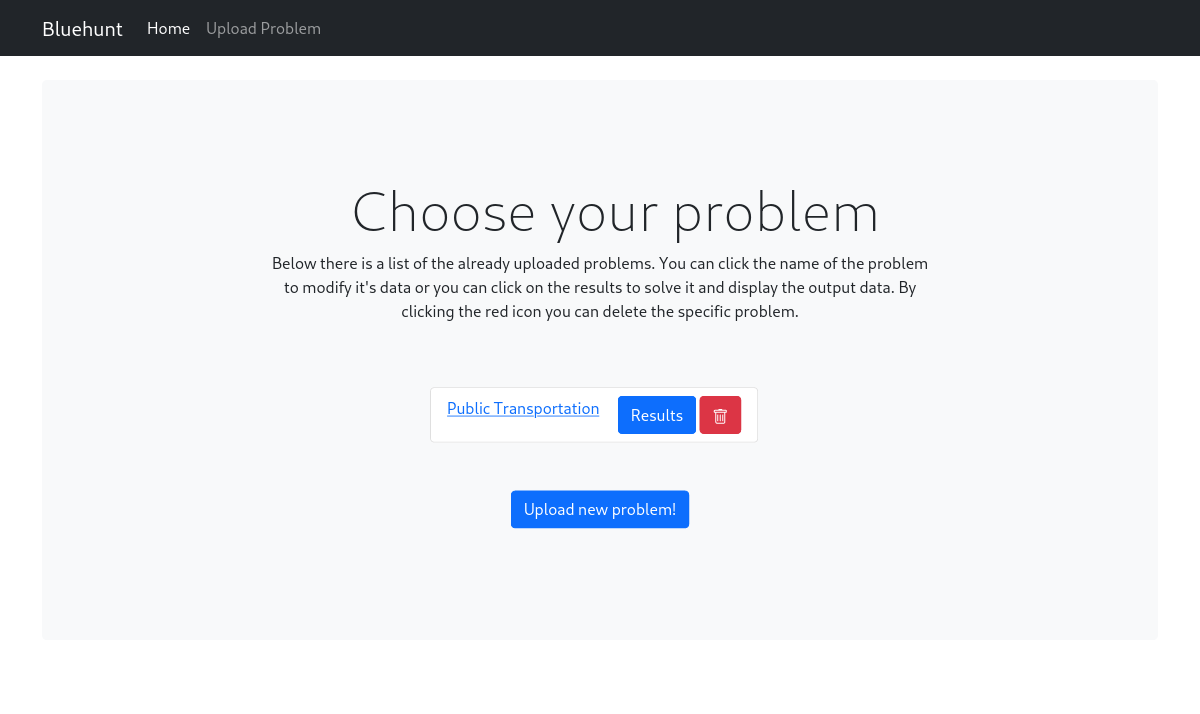 Bluehunt Home Upload Problem
Choose your problem
Below there is a list of the already uploaded problems. You can click the name of the problem
to modify it's data or you can click on the results to solve it and display the output data. By
clicking the red icon you can delete the specific problem.
Public Transportation Results
Upload new problem!